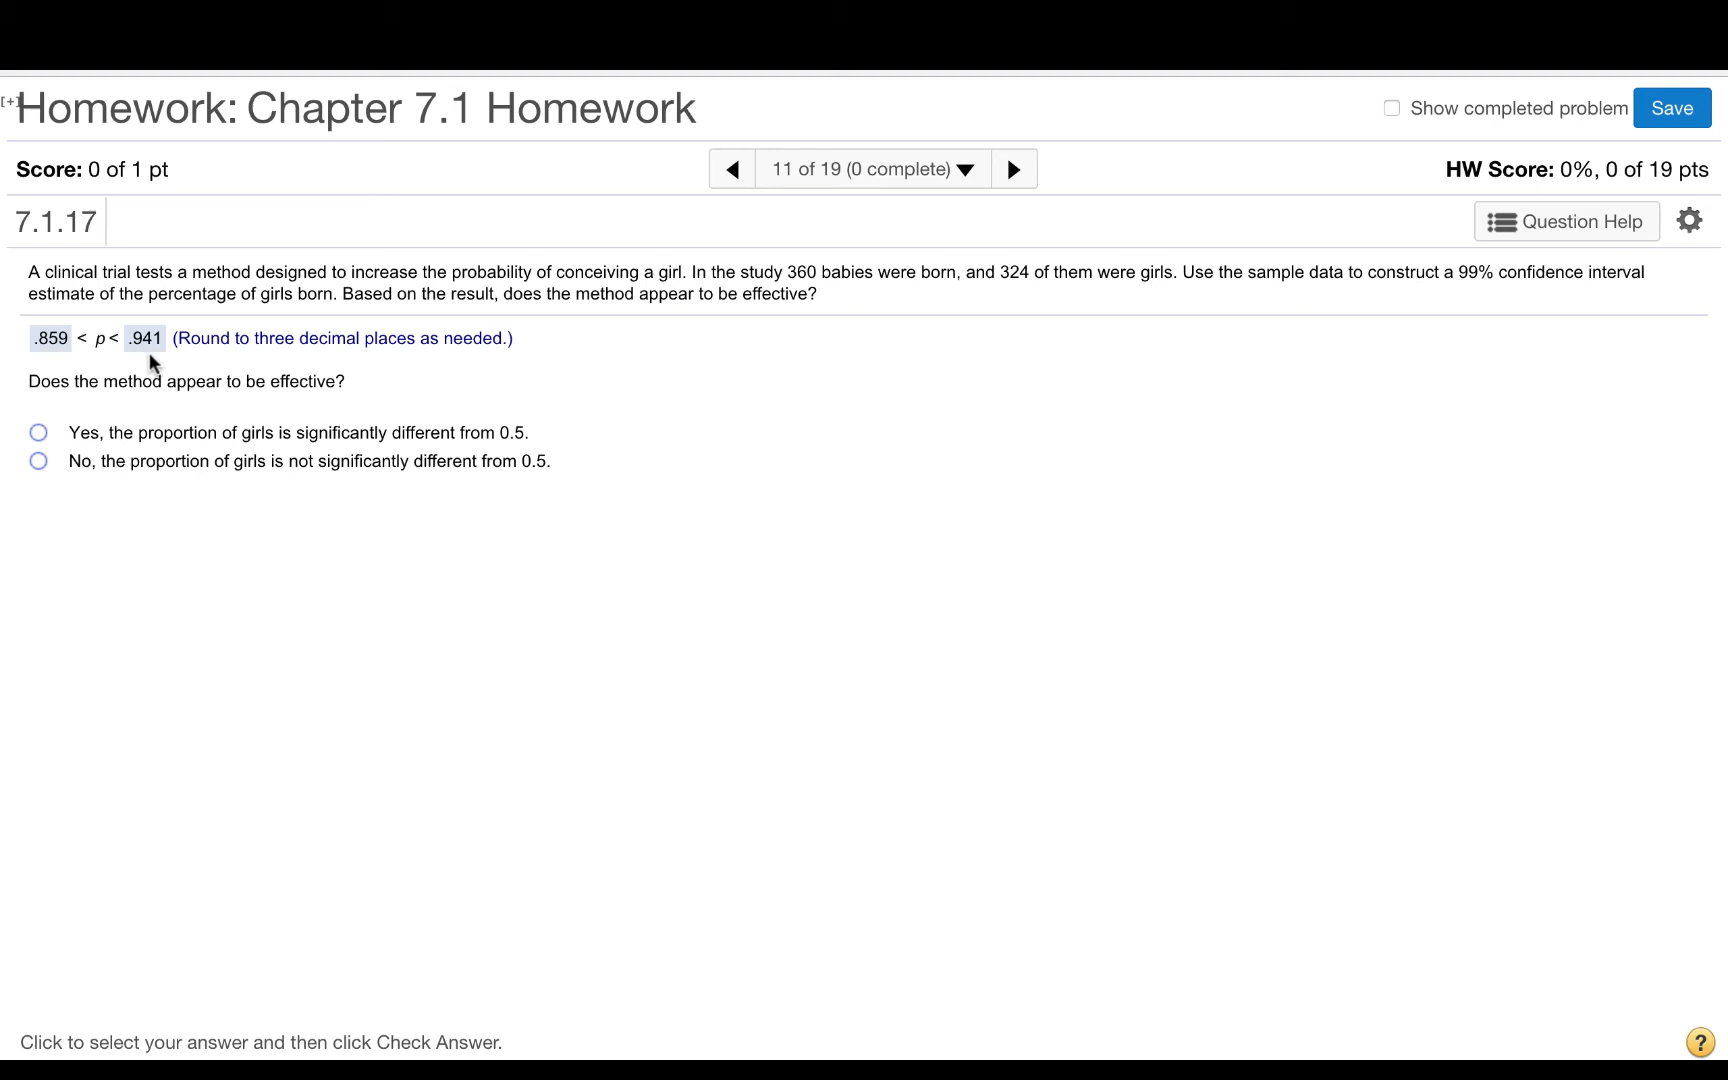 [+]
Homework: Chapter 7.1 Homework
Show completed problem
Save
Score: 0 of 1 pt
11 of 19 (0 complete)
HW Score: 0%, 0 of 19 pts
7.1.17
Question Help
A clinical trial tests a method designed to increase the probability of conceiving a girl. In the study 360 babies were born, and 324 of them were girls. Use the sample data to construct a 99% confidence interval
estimate of the percentage of girls born. Based on the result, does the method appear to be effective?
.859 < p < .941 (Round to three decimal places as needed.)
Does the method appear to be effective?
Yes, the proportion of girls is significantly different from 0.5.
No, the proportion of girls is not significantly different from 0.5.
Click to select your answer and then click Check Answer.
?